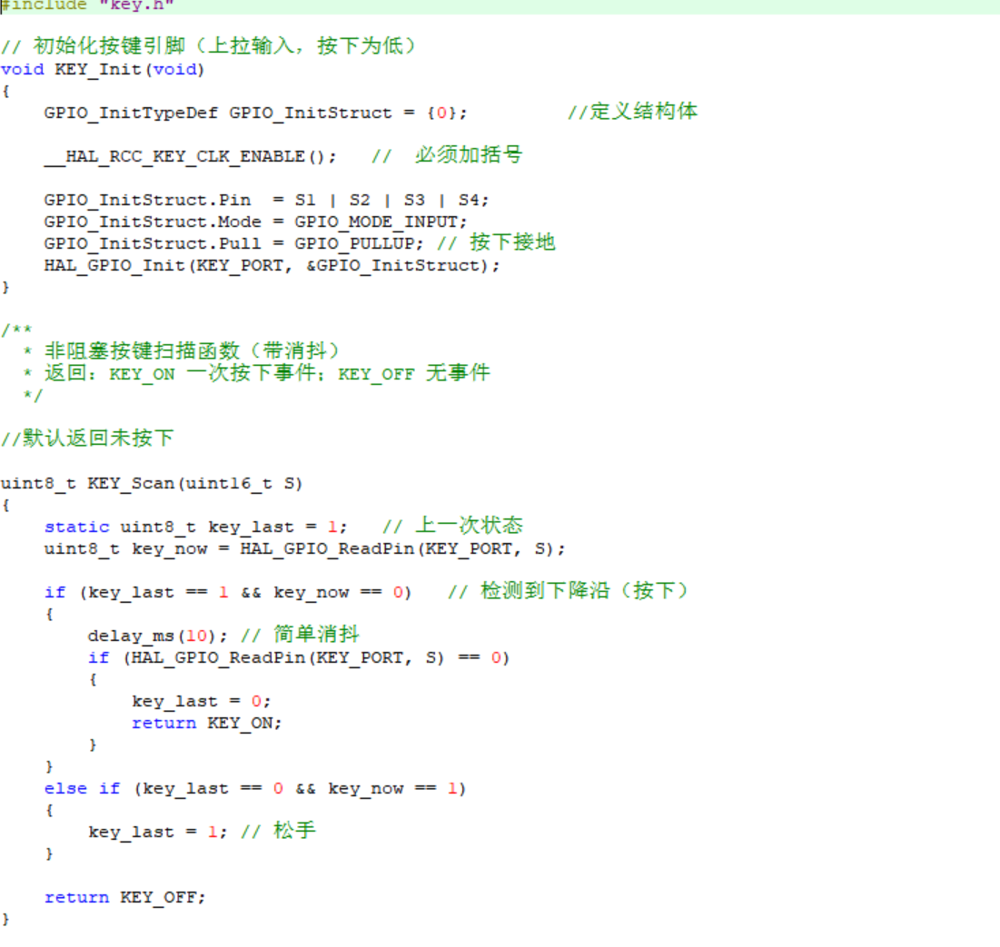 #include "key.h"
// 初始化按键引脚（上拉输入，按下为低）
void KEY_Init(void)
{
    GPIO_InitTypeDef GPIO_InitStruct = {0};         //定义结构体
    __HAL_RCC_KEY_CLK_ENABLE();   //  必须加括号
    GPIO_InitStruct.Pin  = S1 | S2 | S3 | S4;
    GPIO_InitStruct.Mode = GPIO_MODE_INPUT;
    GPIO_InitStruct.Pull = GPIO_PULLUP; // 按下接地
    HAL_GPIO_Init(KEY_PORT, &GPIO_InitStruct);
}
/**
  * 非阻塞按键扫描函数（带消抖）
  * 返回：KEY_ON 一次按下事件；KEY_OFF 无事件
  */
//默认返回未按下
uint8_t KEY_Scan(uint16_t S)
{
    static uint8_t key_last = 1;   // 上一次状态
    uint8_t key_now = HAL_GPIO_ReadPin(KEY_PORT, S);
    if (key_last == 1 && key_now == 0)   // 检测到下降沿（按下）
    {
        delay_ms(10); // 简单消抖
        if (HAL_GPIO_ReadPin(KEY_PORT, S) == 0)
        {
            key_last = 0;
            return KEY_ON;
        }
    }
    else if (key_last == 0 && key_now == 1)
    {
        key_last = 1; // 松手
    }
    return KEY_OFF;
}